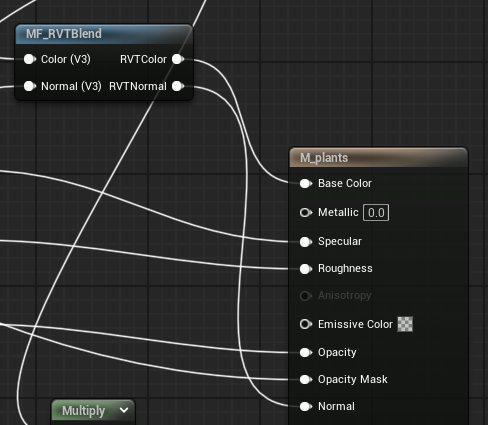 MF_RVTBlend
Color (V3) RVTColor
Normal (V3) RVTNormal
M_plants
Base Color
Metallic 0.0
Specular
Roughness
Anisotropy
Emissive Color
Opacity
Opacity Mask
Normal
Multiply